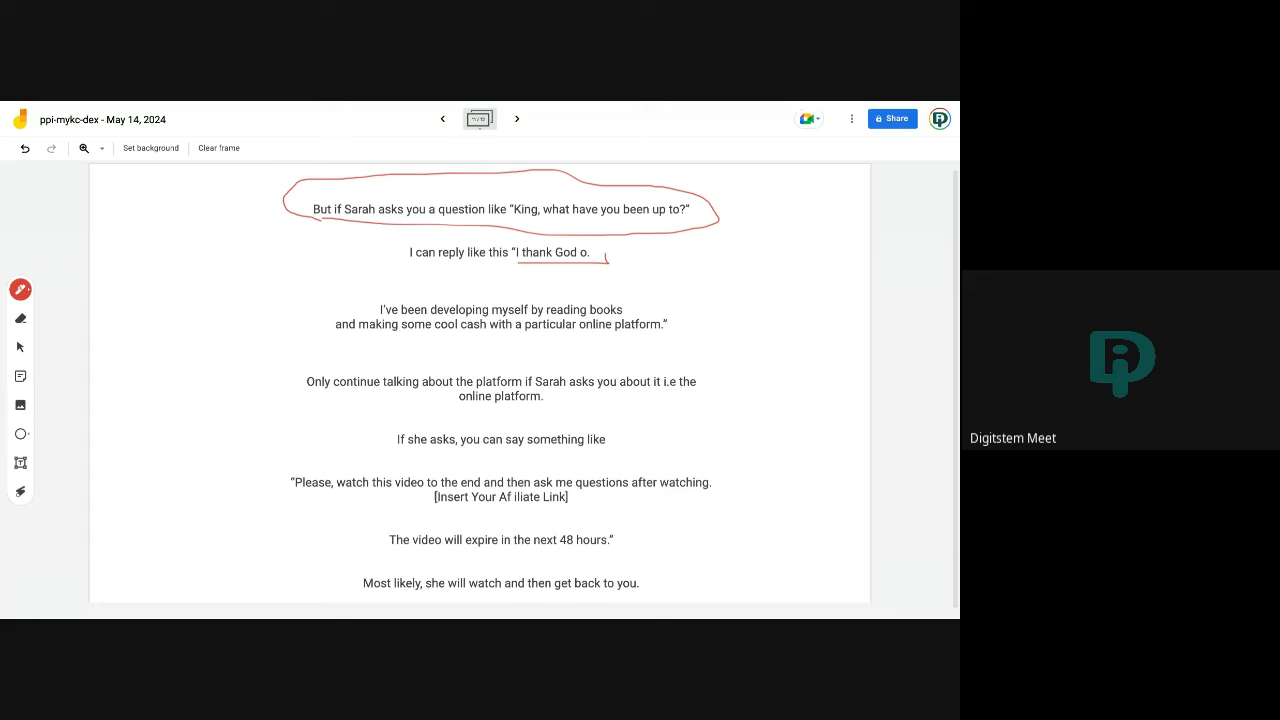 ppi-mykc-dex - May 14, 2024
11 / 12
Share
Set background
Clear frame
But if Sarah asks you a question like “King, what have you been up to?”
I can reply like this “I thank God o.
I’ve been developing myself by reading books
and making some cool cash with a particular online platform.”
Only continue talking about the platform if Sarah asks you about it i.e the
online platform.
If she asks, you can say something like
“Please, watch this video to the end and then ask me questions after watching.
[Insert Your Af iliate Link]
The video will expire in the next 48 hours.”
Most likely, she will watch and then get back to you.
Digitstem Meet